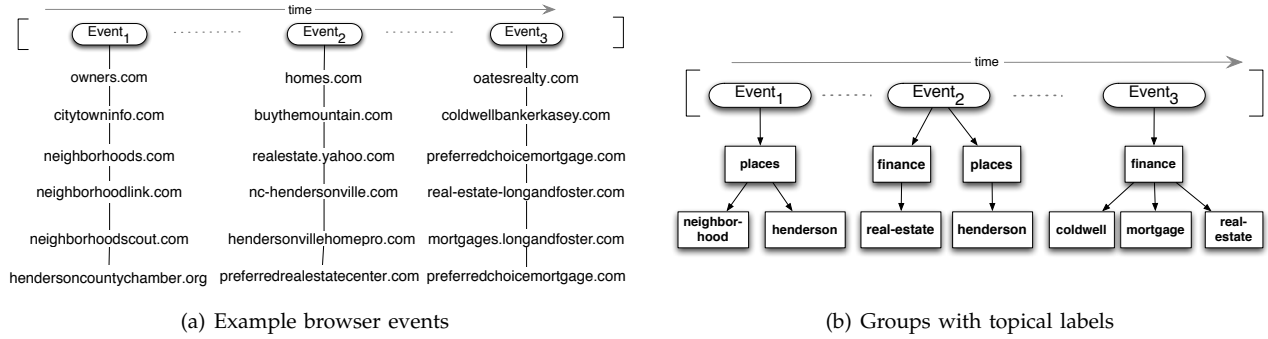 time
Event1
Event2
Event3
owners.com
homes.com
oatesrealty.com
citytowninfo.com
buythemountain.com
coldwellbankerkasey.com
neighborhoods.com
realestate.yahoo.com
preferredchoicemortgage.com
neighborhoodlink.com
nc-hendersonville.com
real-estate-longandfoster.com
neighborhoodscout.com
hendersonvillehomepro.com
mortgages.longandfoster.com
hendersoncountychamber.org
preferredrealestatecenter.com
preferredchoicemortgage.com
(a) Example browser events
time
Event1
Event2
Event3
places
finance
places
finance
neighbor-
hood
henderson
real-estate
henderson
coldwell
mortgage
real-
estate
(b) Groups with topical labels